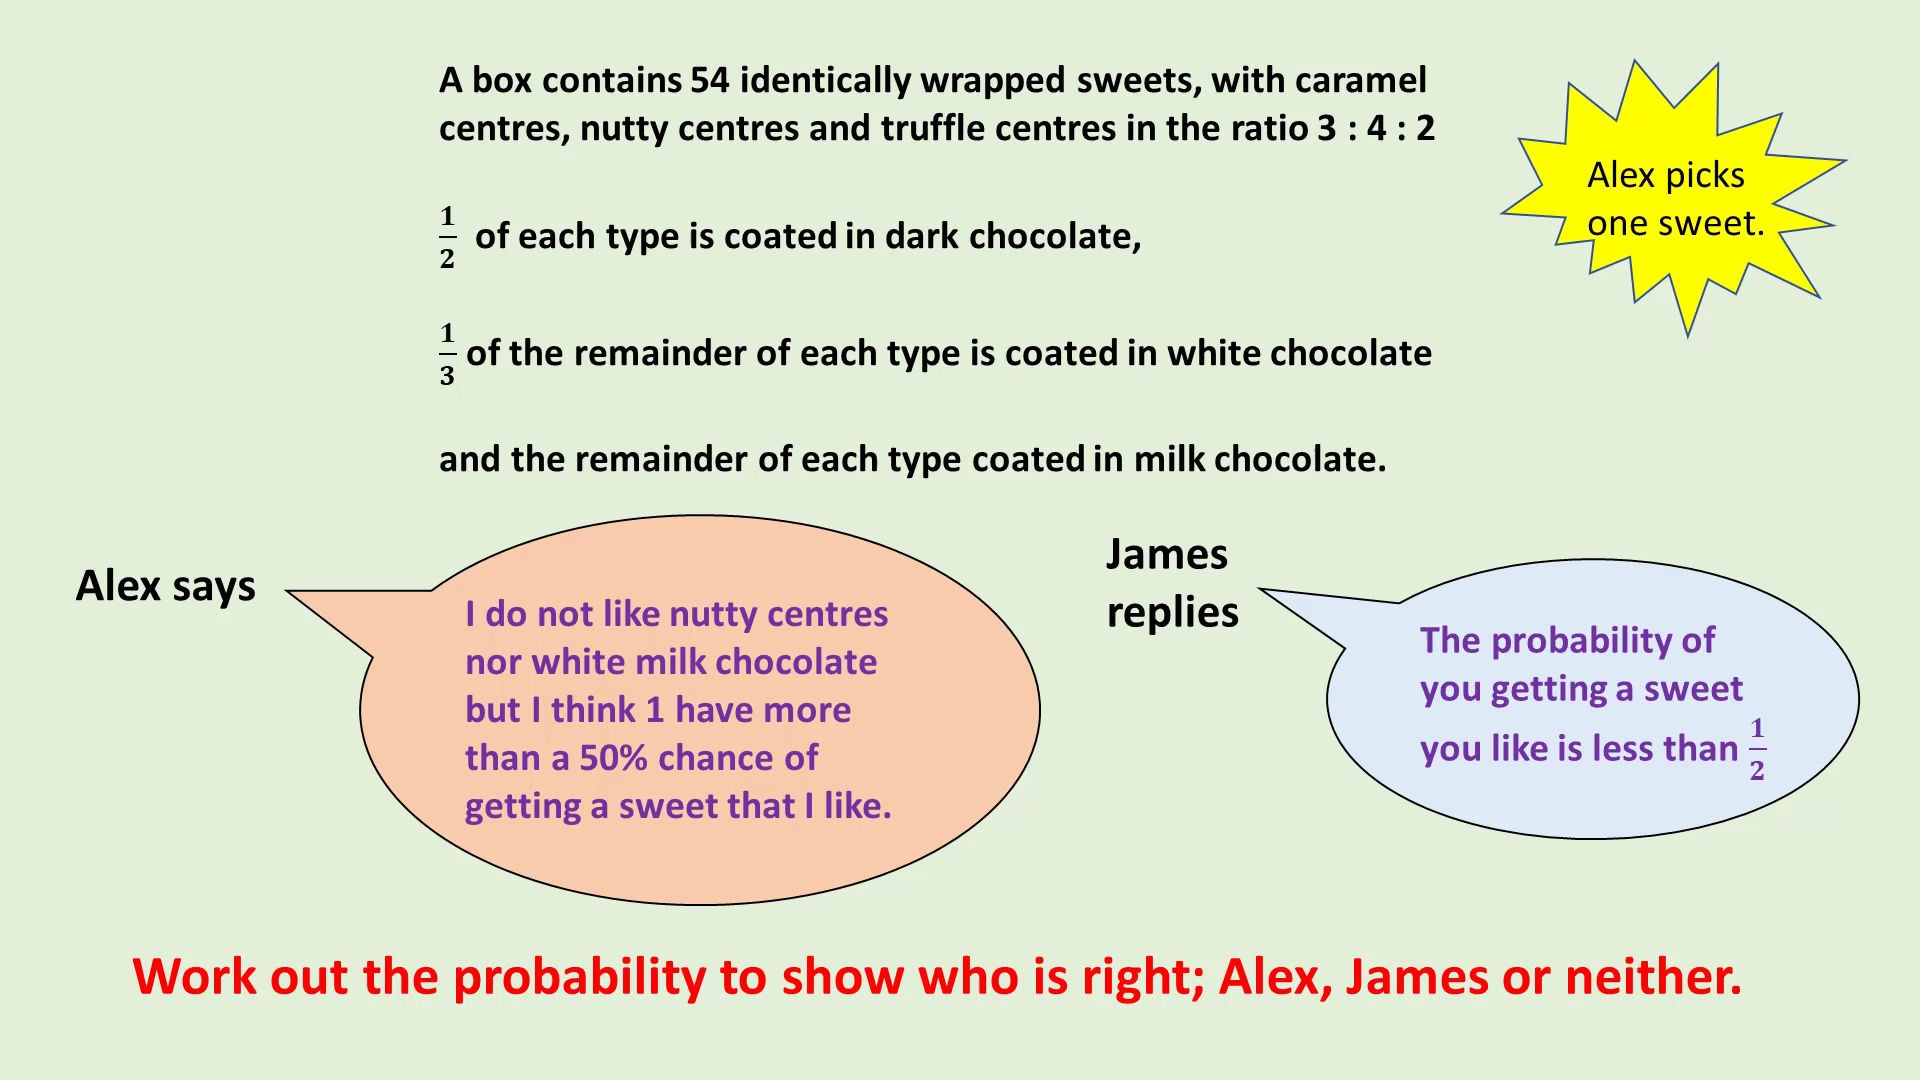 A box contains 54 identically wrapped sweets, with caramel
centres, nutty centres and truffle centres in the ratio 3 : 4 : 2
Alex picks
one sweet.
1/2 of each type is coated in dark chocolate,
1/3 of the remainder of each type is coated in white chocolate
and the remainder of each type coated in milk chocolate.
Alex says
I do not like nutty centres
nor white milk chocolate
but I think 1 have more
than a 50% chance of
getting a sweet that I like.
James
replies
The probability of
you getting a sweet
you like is less than 1/2
Work out the probability to show who is right; Alex, James or neither.